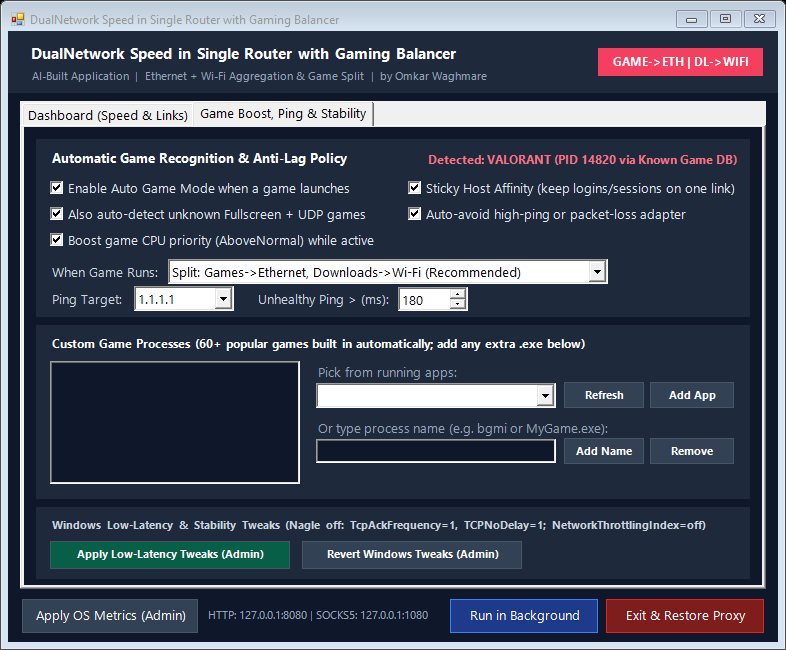 DualNetwork Speed in Single Router with Gaming Balancer
DualNetwork Speed in Single Router with Gaming Balancer
AI-Built Application | Ethernet + Wi-Fi Aggregation & Game Split | by Omkar Waghmare
GAME->ETH | DL->WIFI
Dashboard (Speed & Links)
Game Boost, Ping & Stability
Automatic Game Recognition & Anti-Lag Policy
Detected: VALORANT (PID 14820 via Known Game DB)
Enable Auto Game Mode when a game launches
Sticky Host Affinity (keep logins/sessions on one link)
Also auto-detect unknown Fullscreen + UDP games
Auto-avoid high-ping or packet-loss adapter
Boost game CPU priority (AboveNormal) while active
When Game Runs: Split: Games->Ethernet, Downloads->Wi-Fi (Recommended)
Ping Target: 1.1.1.1 Unhealthy Ping > (ms): 180
Custom Game Processes (60+ popular games built in automatically; add any extra .exe below)
Pick from running apps:
Refresh
Add App
Or type process name (e.g. bgmi or MyGame.exe):
Add Name
Remove
Windows Low-Latency & Stability Tweaks (Nagle off: TcpAckFrequency=1, TCPNoDelay=1; NetworkThrottlingIndex=off)
Apply Low-Latency Tweaks (Admin)
Revert Windows Tweaks (Admin)
Apply OS Metrics (Admin)
HTTP: 127.0.0.1:8080 | SOCKS5: 127.0.0.1:1080
Run in Background
Exit & Restore Proxy